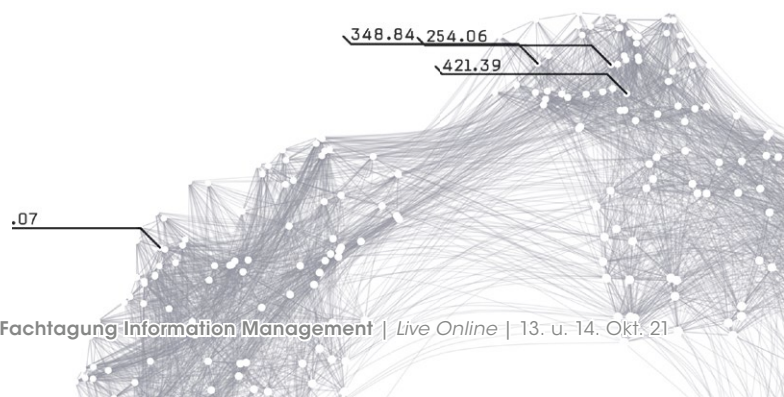 348.84 254.06
421.39
.07
Fachtagung Information Management | Live Online | 13. u. 14. Okt. 21